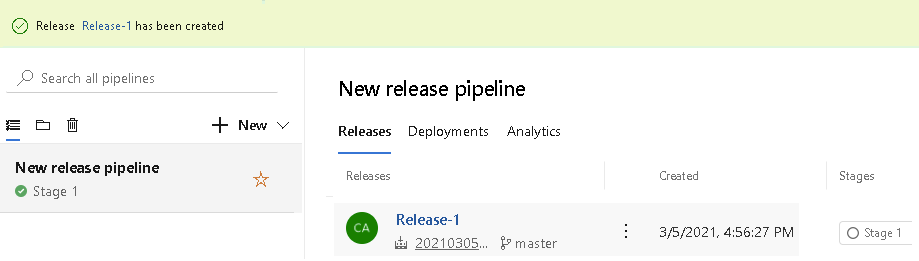 Release Release-1 has been created
Search all pipelines
New
New release pipeline
Stage 1
New release pipeline
Releases Deployments Analytics
Releases Created Stages
CA Release-1 3/5/2021, 4:56:27 PM Stage 1
20210305... master